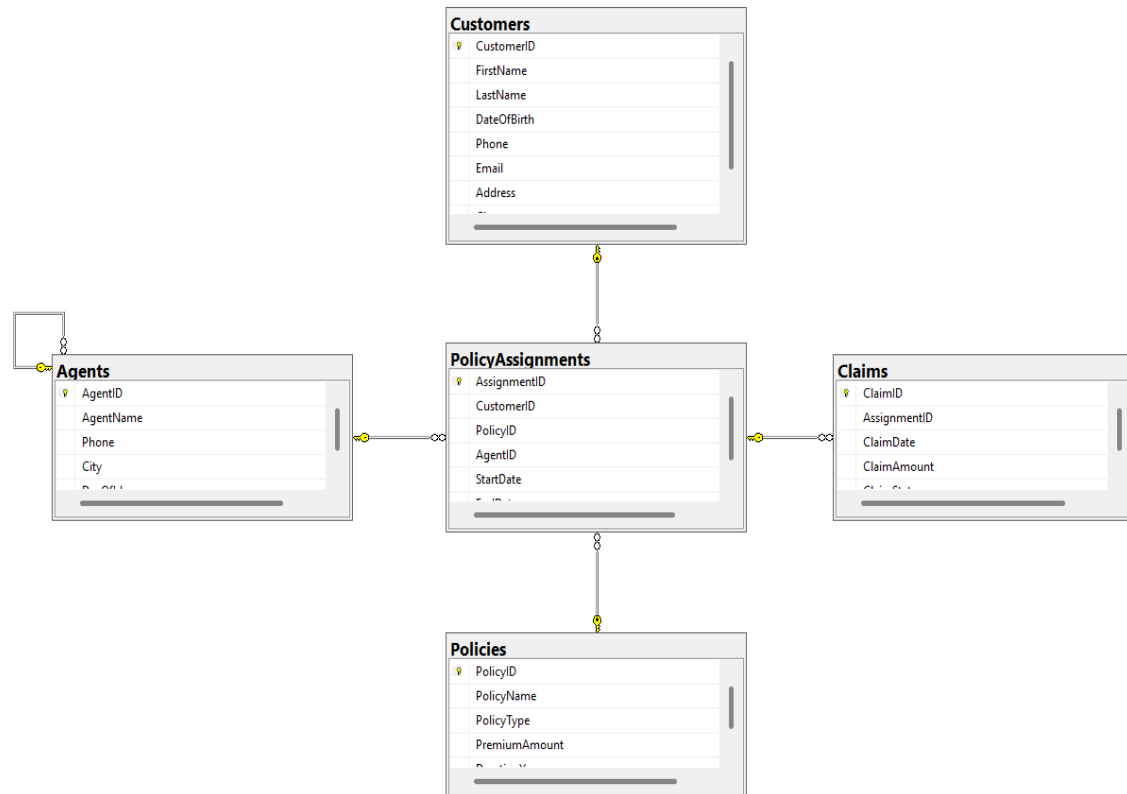 Customers
CustomerID
FirstName
LastName
DateOfBirth
Phone
Email
Address
Agents
AgentID
AgentName
Phone
City
PolicyAssignments
AssignmentID
CustomerID
PolicyID
AgentID
StartDate
Claims
ClaimID
AssignmentID
ClaimDate
ClaimAmount
Policies
PolicyID
PolicyName
PolicyType
PremiumAmount